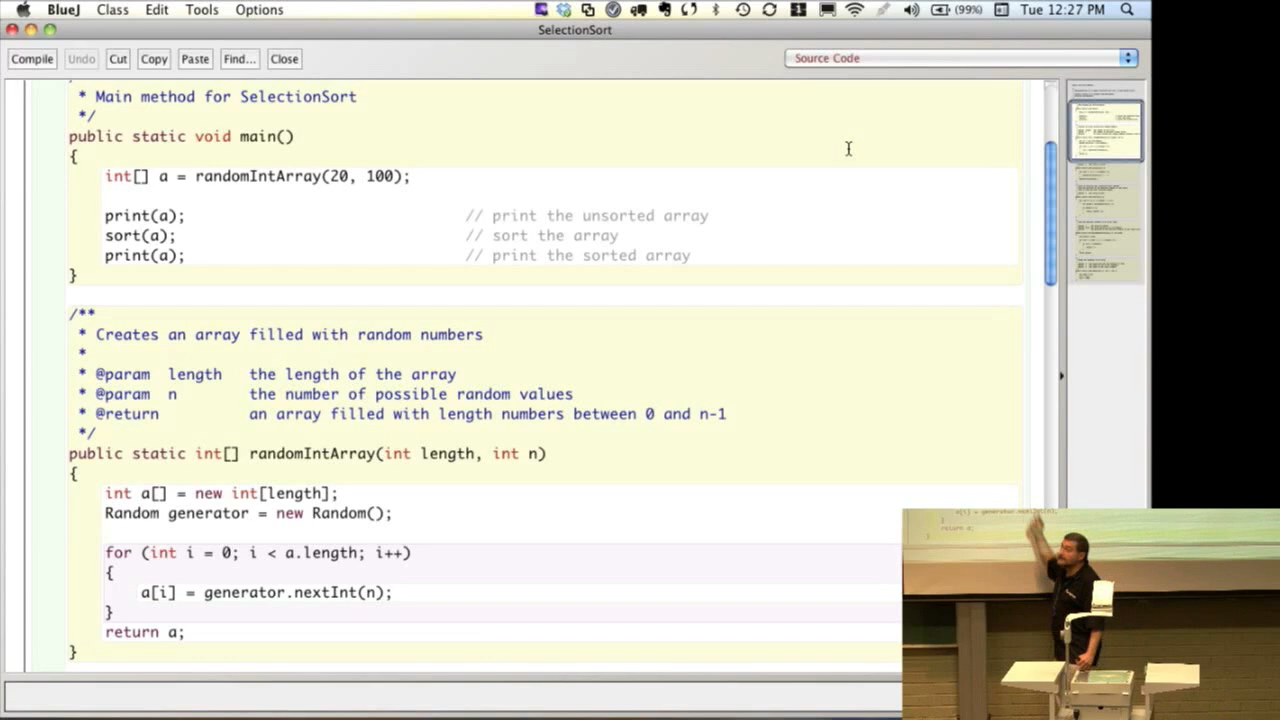 BlueJ Class Edit Tools Options (99%) Tue 12:27 PM
SelectionSort
Compile Undo Cut Copy Paste Find... Close Source Code
* Main method for SelectionSort
*/
public static void main()
{
int[] a = randomIntArray(20, 100);
print(a); // print the unsorted array
sort(a); // sort the array
print(a); // print the sorted array
}
/**
* Creates an array filled with random numbers
*
* @param length the length of the array
* @param n the number of possible random values
* @return an array filled with length numbers between 0 and n-1
*/
public static int[] randomIntArray(int length, int n)
{
int a[] = new int[length];
Random generator = new Random();
for (int i = 0; i < a.length; i++)
{
a[i] = generator.nextInt(n);
}
return a;
}
a[i] = generator.nextInt(n);
}
return a;
}